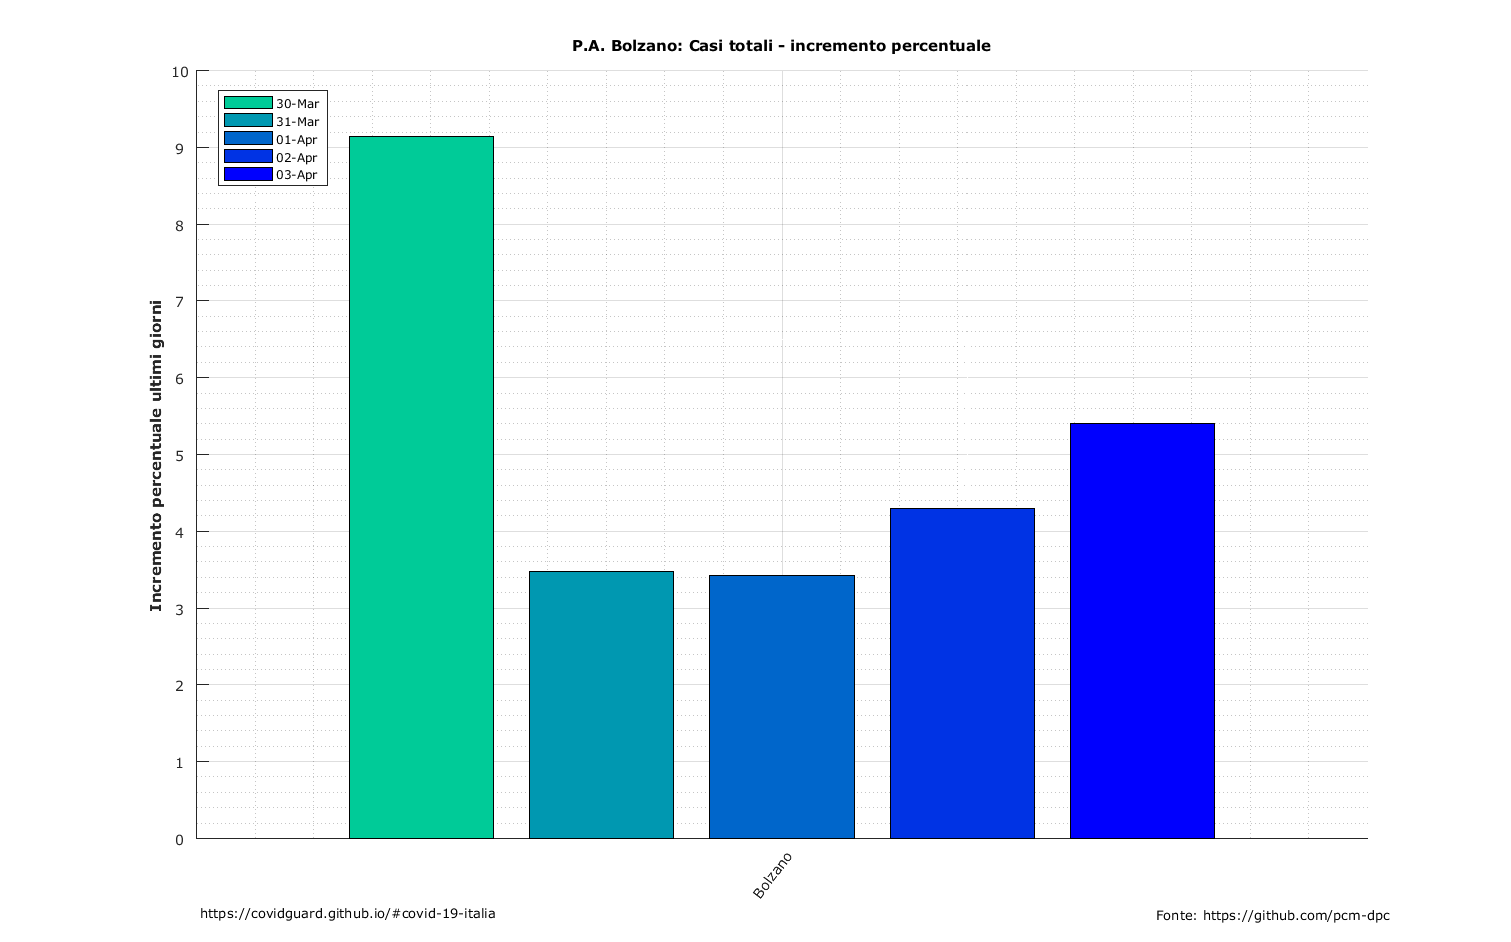 P.A. Bolzano: Casi totali - incremento percentuale
10
9
8
7
6
5
4
3
2
1
0
Incremento percentuale ultimi giorni
30-Mar
31-Mar
01-Apr
02-Apr
03-Apr
Bolzano
https://covidguard.github.io/#covid-19-italia
Fonte: https://github.com/pcm-dpc